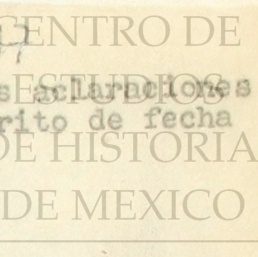 CENTRO DE
ESTUDIOS
s aclaraciones
rito de fecha
DE HISTORIA
DE MEXICO